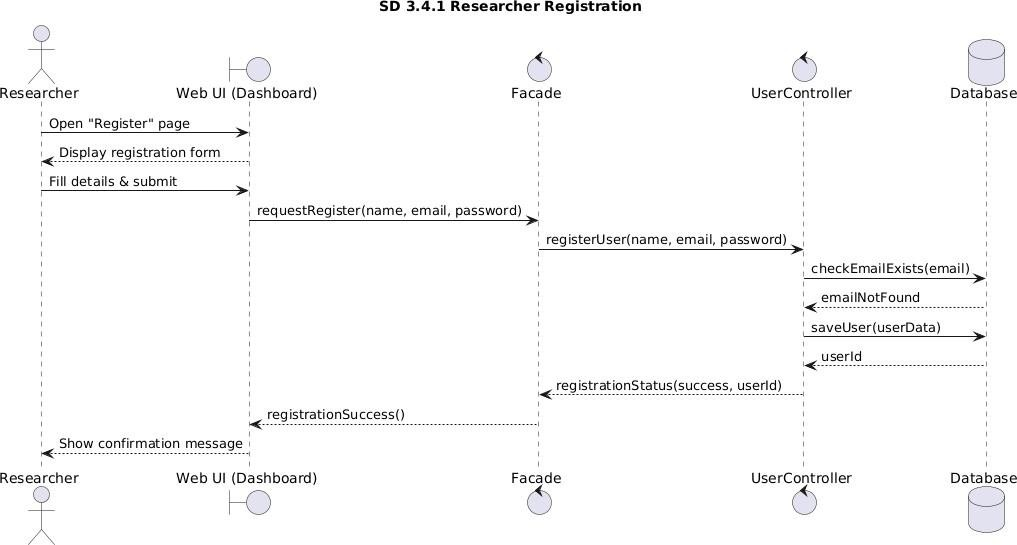 SD 3.4.1 Researcher Registration
Researcher
Web UI (Dashboard)
Facade
UserController
Database
Open "Register" page
Display registration form
Fill details & submit
requestRegister(name, email, password)
registerUser(name, email, password)
checkEmailExists(email)
emailNotFound
saveUser(userData)
userId
registrationStatus(success, userId)
registrationSuccess()
Show confirmation message
Researcher
Web UI (Dashboard)
Facade
UserController
Database